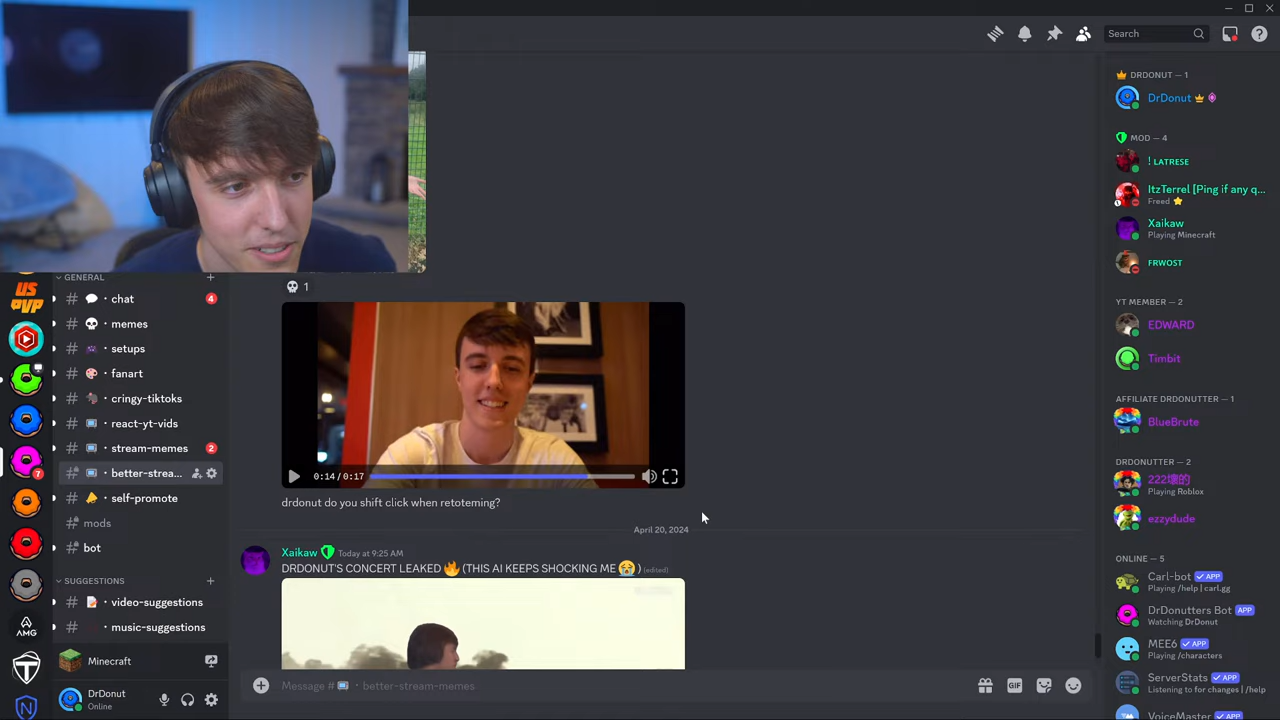 Search
DRDONUT — 1
DrDonut
MOD — 4
! LATRESE
ItzTerrel [Ping if any q...
Freed ⭐
Xaikaw
Playing Minecraft
FRWOST
YT MEMBER — 2
EDWARD
Timbit
AFFILIATE DRDONUTTER — 1
BlueBrute
DRDONUTTER — 2
Playing Roblox
ezzydude
ONLINE — 5
Carl-bot ✓ APP
Playing /help | carl.gg
DrDonutters Bot APP
Watching DrDonut
MEE6 ✓ APP
Playing /characters
ServerStats ✓ APP
Listening to for changes | /help
VoiceMaster ✓ APP
US
PVP
7
AMG
GENERAL
# 💬・chat 4
# 💀・memes
# 🎮・setups
# 🎨・fanart
#・cringy-tiktoks
#・react-yt-vids
#・stream-memes 2
#・better-strea...
#・self-promote
# mods
# bot
SUGGESTIONS
# 📝・video-suggestions
#・music-suggestions
Minecraft
DrDonut
Online
💀 1
0:14/0:17
drdonut do you shift click when retoteming?
April 20, 2024
Xaikaw Today at 9:25 AM
DRDONUT'S CONCERT LEAKED 🔥 (THIS AI KEEPS SHOCKING ME 😭) (edited)
Message #・better-stream-memes
GIF